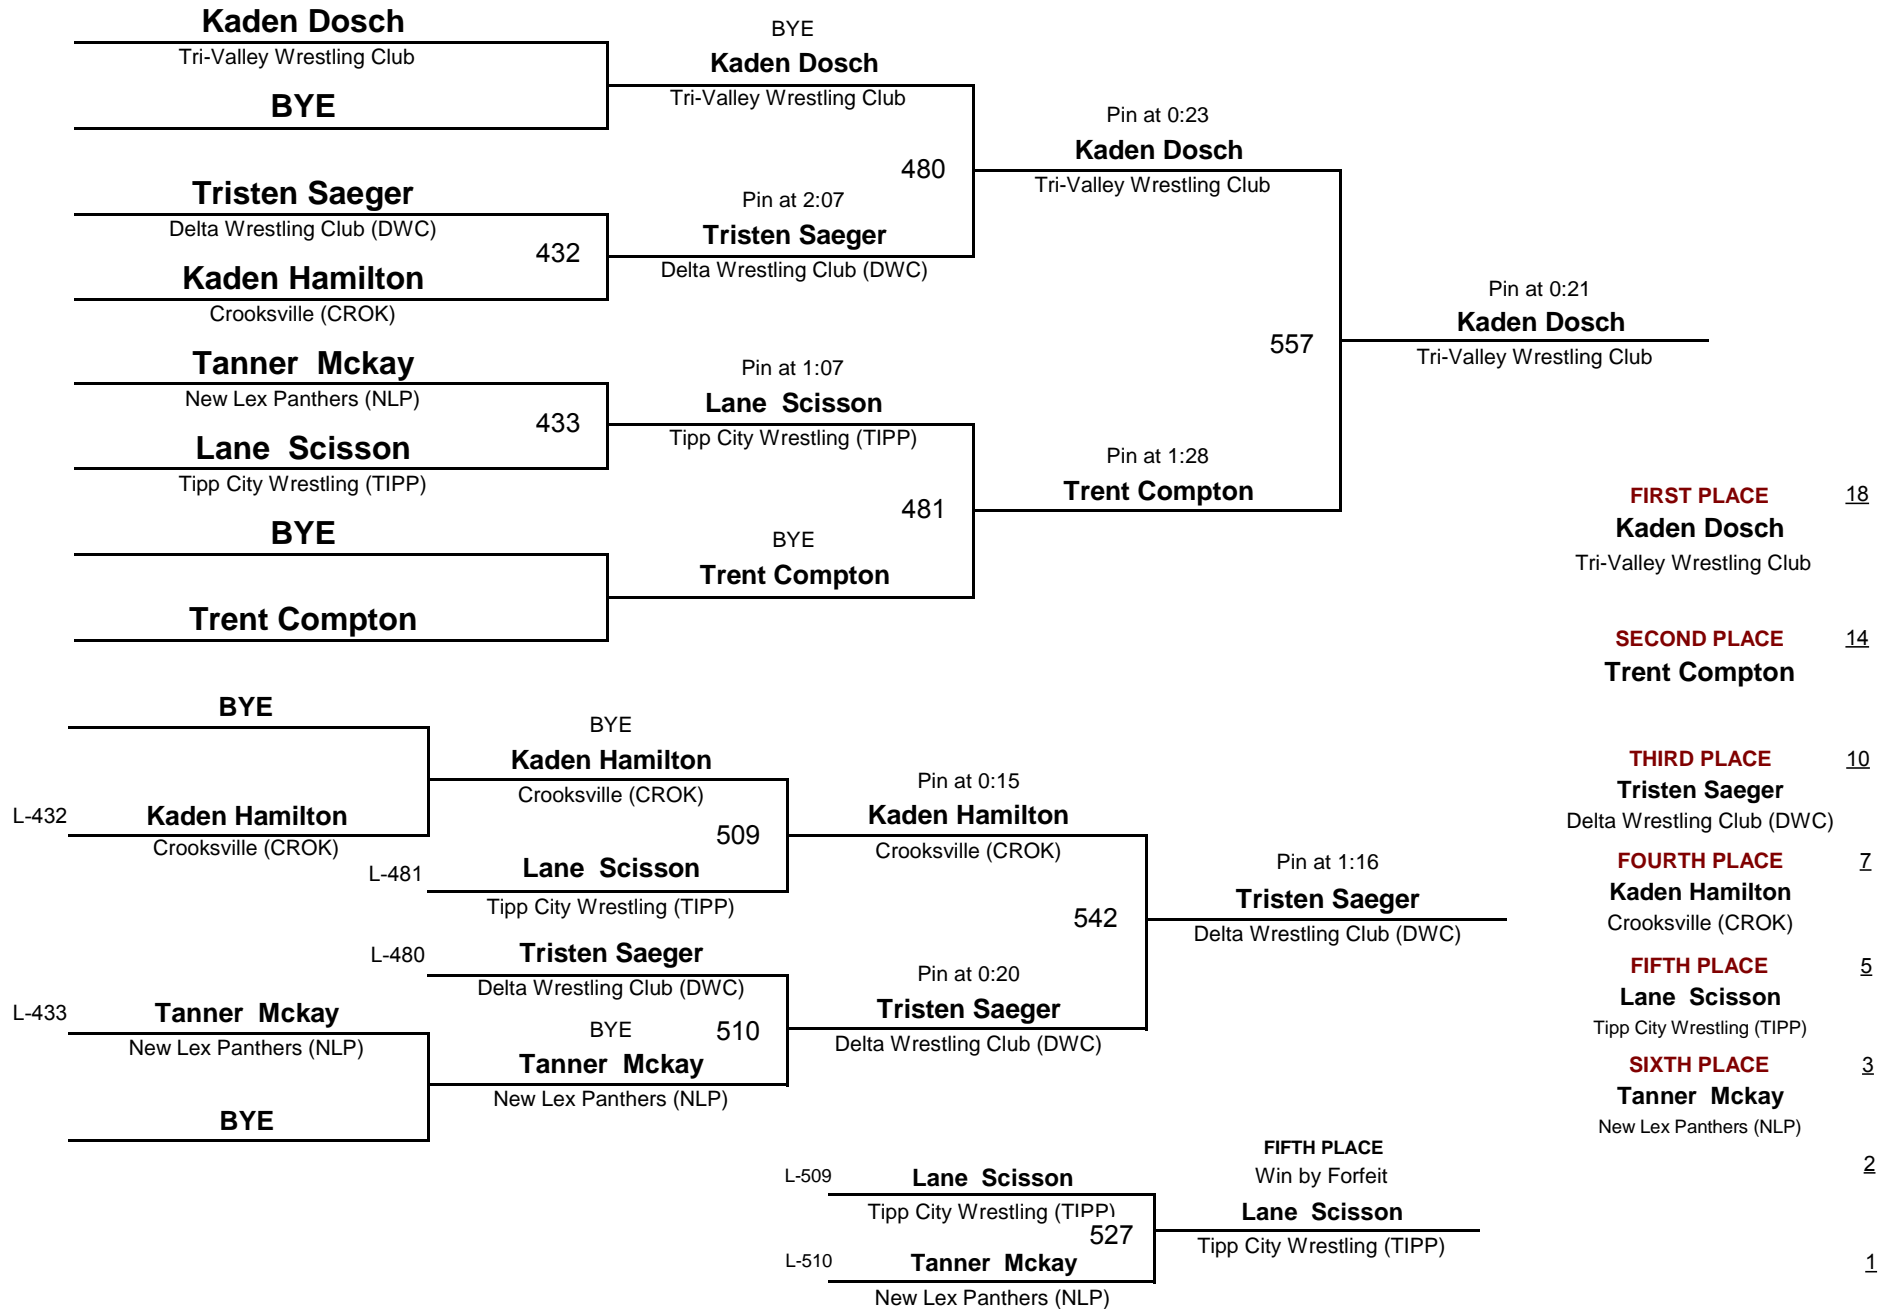 Kaden Dosch
Tri-Valley Wrestling Club
BYE
Tristen Saeger
Delta Wrestling Club (DWC)
432
Kaden Hamilton
Crooksville (CROK)
Tanner  Mckay
New Lex Panthers (NLP)
433
Lane  Scisson
Tipp City Wrestling (TIPP)
BYE
Trent Compton
BYE
Kaden Dosch
Tri-Valley Wrestling Club
480
Pin at 2:07
Tristen Saeger
Delta Wrestling Club (DWC)
Pin at 1:07
Lane  Scisson
Tipp City Wrestling (TIPP)
481
BYE
Trent Compton
Pin at 0:23
Kaden Dosch
Tri-Valley Wrestling Club
557
Pin at 1:28
Trent Compton
Pin at 0:21
Kaden Dosch
Tri-Valley Wrestling Club
FIRST PLACE 18
Kaden Dosch
Tri-Valley Wrestling Club
SECOND PLACE 14
Trent Compton
THIRD PLACE 10
Tristen Saeger
Delta Wrestling Club (DWC)
FOURTH PLACE 7
Kaden Hamilton
Crooksville (CROK)
FIFTH PLACE 5
Lane  Scisson
Tipp City Wrestling (TIPP)
SIXTH PLACE 3
Tanner  Mckay
New Lex Panthers (NLP)
2
1
BYE
L-432 Kaden Hamilton
Crooksville (CROK)
L-433 Tanner  Mckay
New Lex Panthers (NLP)
BYE
BYE
Kaden Hamilton
Crooksville (CROK)
509
L-481 Lane  Scisson
Tipp City Wrestling (TIPP)
L-480 Tristen Saeger
Delta Wrestling Club (DWC)
BYE 510
Tanner  Mckay
New Lex Panthers (NLP)
Pin at 0:15
Kaden Hamilton
Crooksville (CROK)
542
Pin at 0:20
Tristen Saeger
Delta Wrestling Club (DWC)
Pin at 1:16
Tristen Saeger
Delta Wrestling Club (DWC)
L-509 Lane  Scisson
Tipp City Wrestling (TIPP)
527
L-510 Tanner  Mckay
New Lex Panthers (NLP)
FIFTH PLACE
Win by Forfeit
Lane  Scisson
Tipp City Wrestling (TIPP)